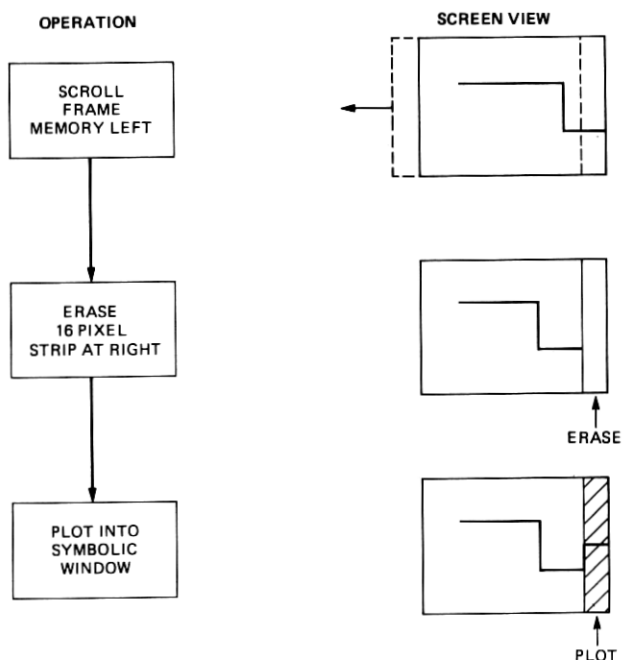 OPERATION
SCREEN VIEW
SCROLL
FRAME
MEMORY LEFT
ERASE
16 PIXEL
STRIP AT RIGHT
ERASE
PLOT INTO
SYMBOLIC
WINDOW
PLOT